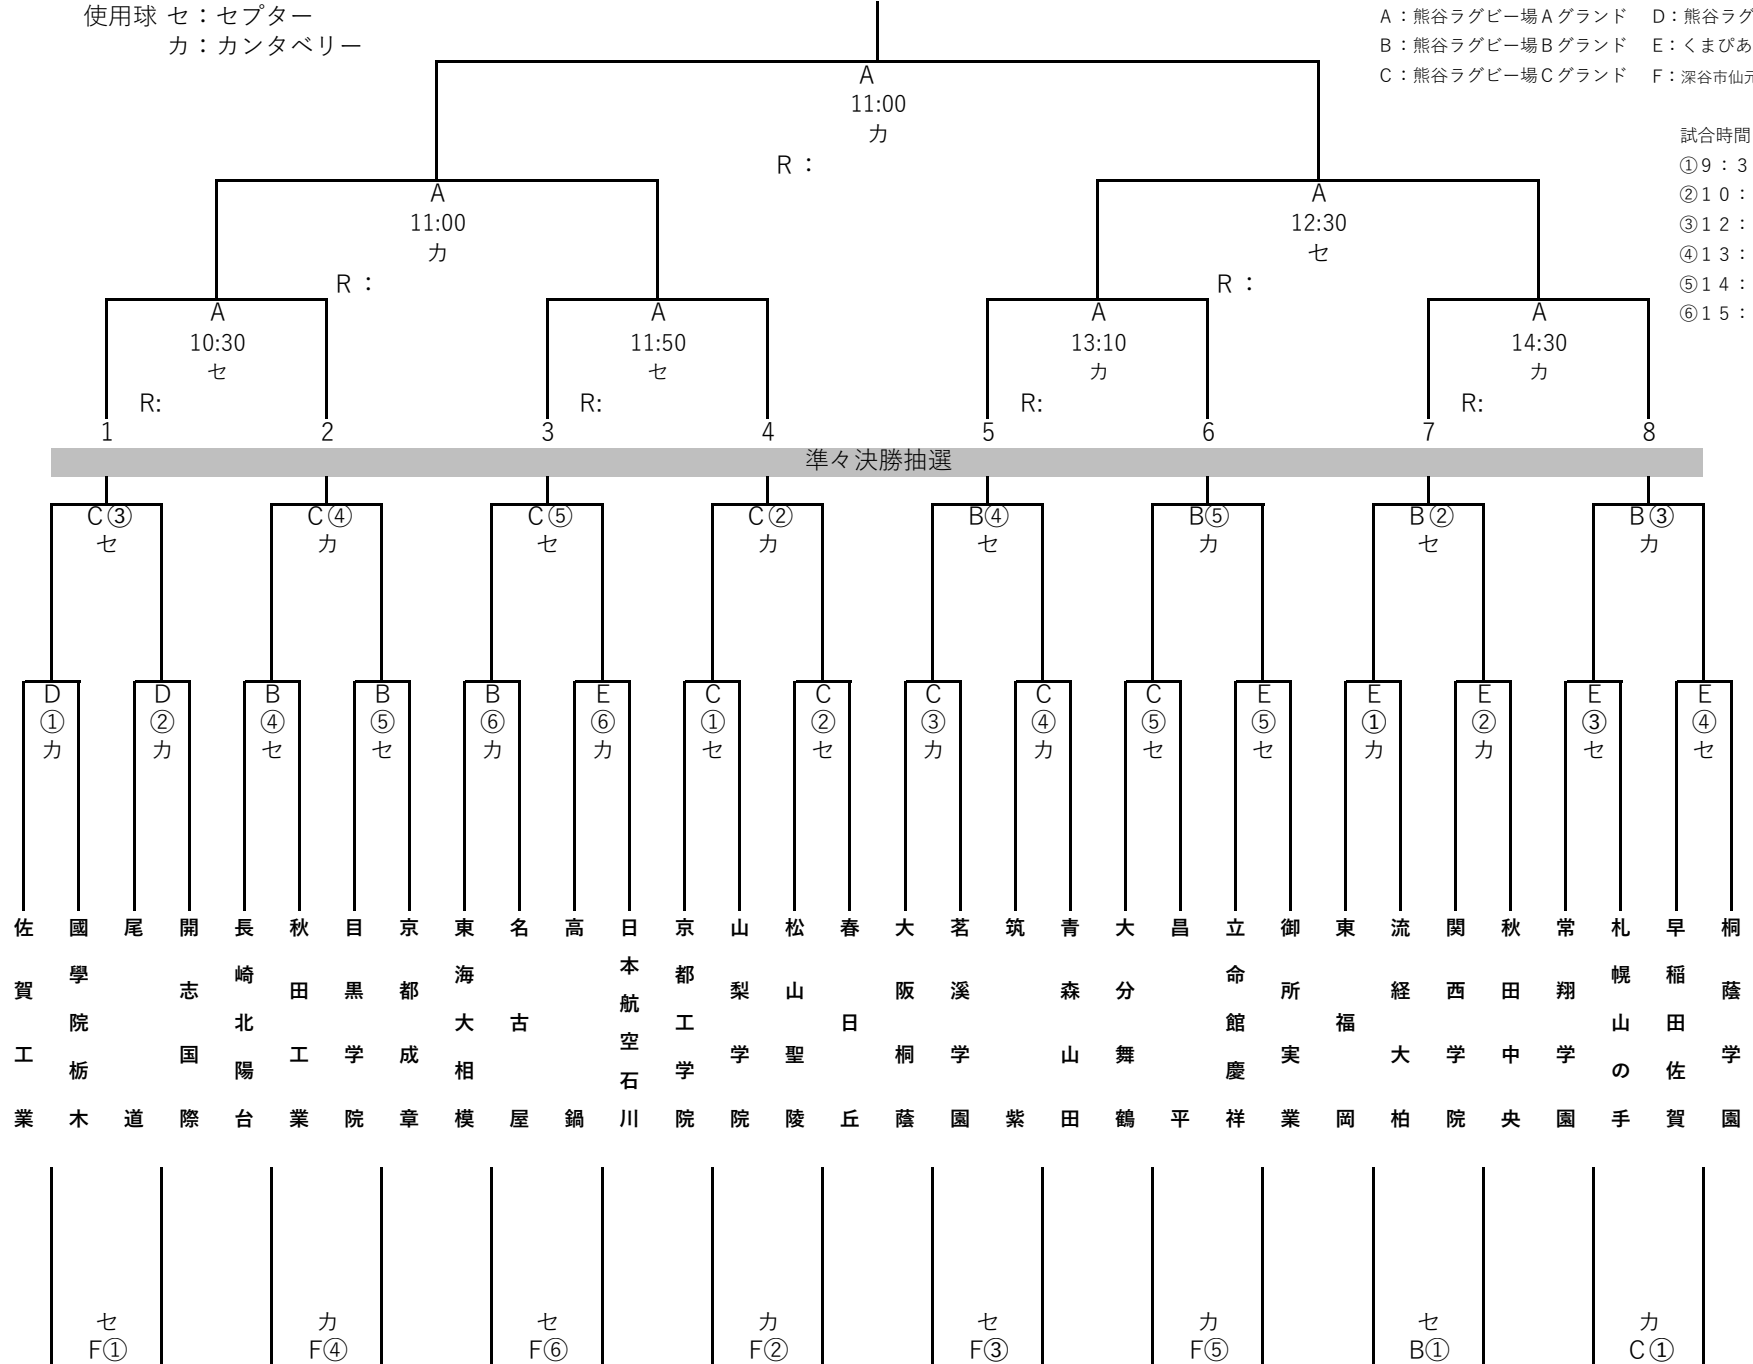 使用球 セ：セプター
カ：カンタベリー
A：熊谷ラグビー場Aグランド D：熊谷ラグ
B：熊谷ラグビー場Bグランド E：くまぴあ
C：熊谷ラグビー場Cグランド F：深谷市仙元
試合時間
①9：3
②10：
③12：
④13：
⑤14：
⑥15：
A
11:00
カ
R：
A
11:00
カ
R：
A
12:30
セ
R：
A
10:30
セ
R:
A
11:50
セ
R:
A
13:10
カ
R:
A
14:30
カ
R:
1 2 3 4 5 6 7 8
準々決勝抽選
C③ C④ C⑤ C② B④ B⑤ B② B③
セ カ セ カ セ カ セ カ
D D B B B E C C C C C E E E E E
① ② ④ ⑤ ⑥ ⑥ ① ② ③ ④ ⑤ ⑤ ① ② ③ ④
カ カ セ セ カ カ セ セ カ カ セ セ カ カ セ セ
佐賀工業
國學院栃木
尾道
開志国際
長崎北陽台
秋田工業
目黒学院
京都成章
東海大相模
名古屋
高鍋
日本航空石川
京都工学院
山梨学院
松山聖陵
春日丘
大阪桐蔭
茗溪学園
筑紫
青森山田
大分舞鶴
昌平
立命館慶祥
御所実業
東福岡
流経大柏
関西学院
秋田中央
常翔学園
札幌山の手
早稲田佐賀
桐蔭学園
セ カ セ カ セ カ セ カ
F① F④ F⑥ F② F③ F⑤ B① C①